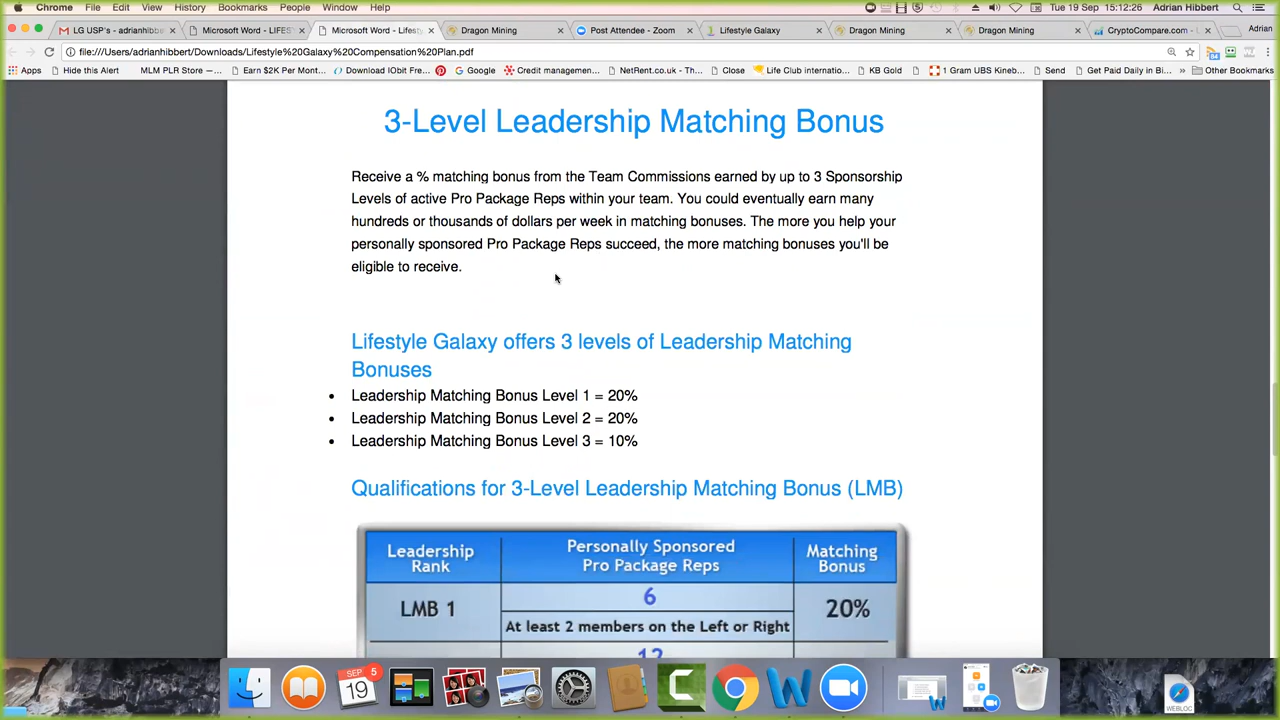 Chrome File Edit View History Bookmarks People Window Help Tue 19 Sep 15:12:26 Adrian Hibbert
LG USP's - adrianhibbert Microsoft Word - LIFES Microsoft Word - Lifesty Dragon Mining Post Attendee - Zoom Lifestyle Galaxy Dragon Mining Dragon Mining CryptoCompare.com - Adrian
file:///Users/adrianhibbert/Downloads/Lifestyle%20Galaxy%20Compensation%20Plan.pdf
Apps Hide this Alert MLM PLR Store —... Earn $2K Per Mont... Download IObit Fre... Google Credit managemen... NetRent.co.uk - Th... Close Life Club internatio... KB Gold 1 Gram UBS Kineb... Send Get Paid Daily in Bi... » Other Bookmarks
3-Level Leadership Matching Bonus
Receive a % matching bonus from the Team Commissions earned by up to 3 Sponsorship
Levels of active Pro Package Reps within your team. You could eventually earn many
hundreds or thousands of dollars per week in matching bonuses. The more you help your
personally sponsored Pro Package Reps succeed, the more matching bonuses you'll be
eligible to receive.
Lifestyle Galaxy offers 3 levels of Leadership Matching
Bonuses
• Leadership Matching Bonus Level 1 = 20%
• Leadership Matching Bonus Level 2 = 20%
• Leadership Matching Bonus Level 3 = 10%
Qualifications for 3-Level Leadership Matching Bonus (LMB)
Leadership Personally Sponsored Matching
Rank Pro Package Reps Bonus
6
LMB 1 20%
At least 2 members on the Left or Right
12
SEP 5
19
WEBLOC